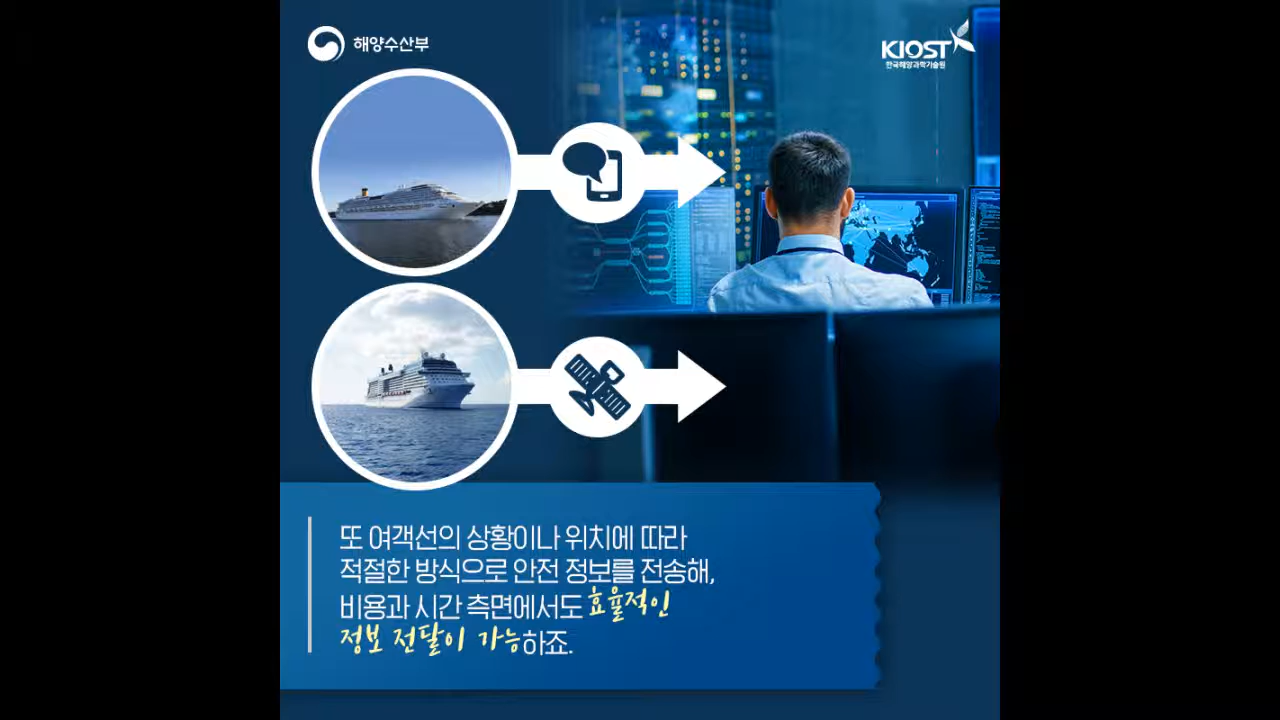 해양수산부
KIOST
한국해양과학기술원
또 여객선의 상황이나 위치에 따라
적절한 방식으로 안전 정보를 전송해,
비용과 시간 측면에서도 효율적인
정보 전달이 가능하죠.